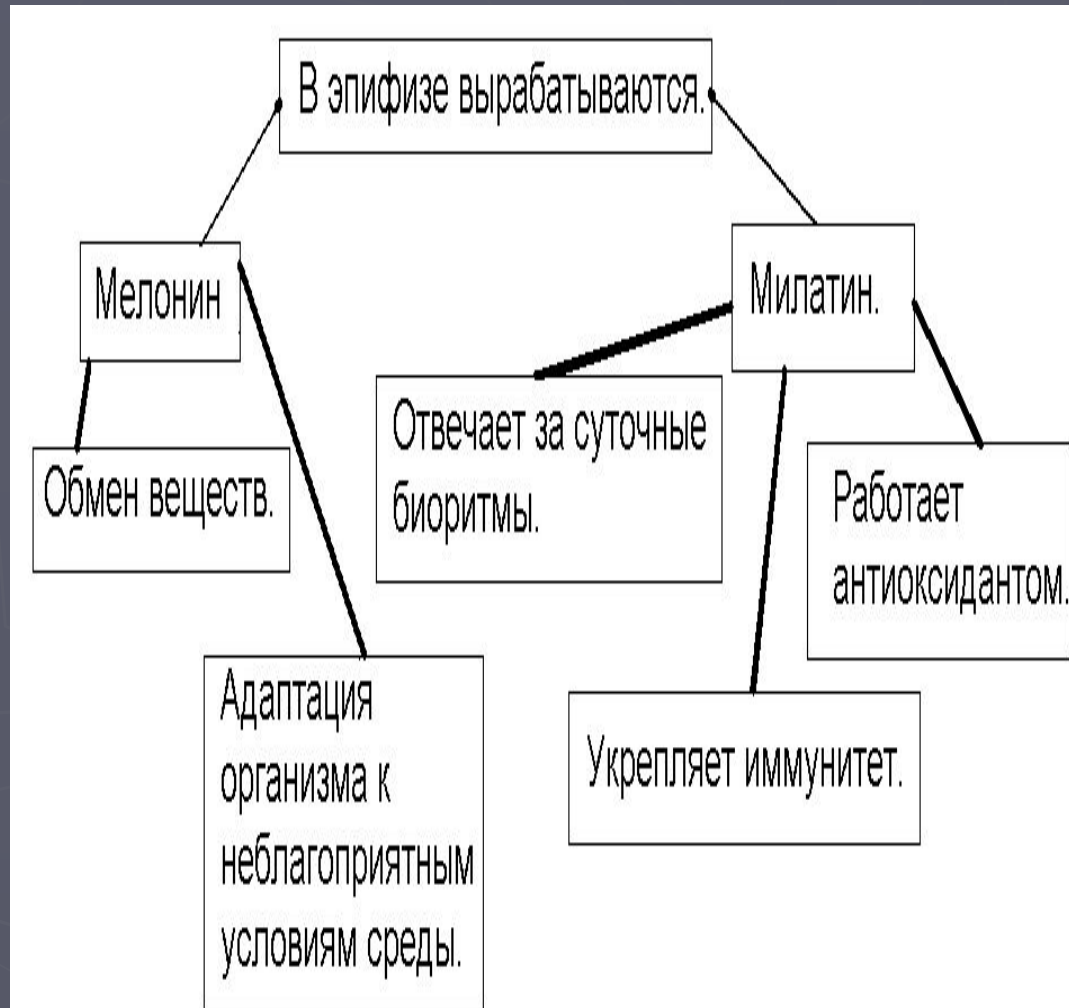 В эпифизе вырабатываются.
Мелонин
Милатин.
Обмен веществ.
Отвечает за суточные
биоритмы.
Работает
антиоксидантом.
Адаптация
организма к
неблагоприятным
условиям среды.
Укрепляет иммунитет.